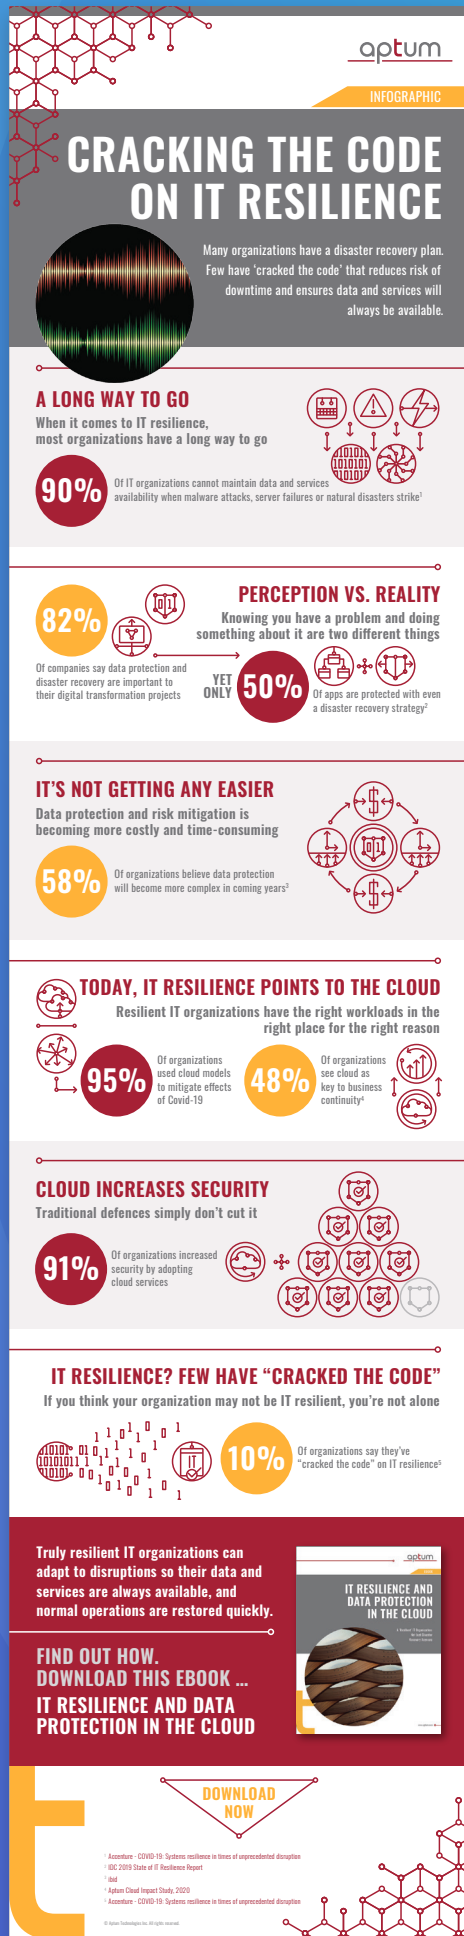 aptum
INFOGRAPHIC
CRACKING THE CODE
ON IT RESILIENCE
Many organizations have a disaster recovery plan.
Few have ‘cracked the code’ that reduces risk of
downtime and ensures data and services will
always be available.
A LONG WAY TO GO
When it comes to IT resilience,
most organizations have a long way to go
90%
Of IT organizations cannot maintain data and services
availability when malware attacks, server failures or natural disasters strike¹
PERCEPTION VS. REALITY
Knowing you have a problem and doing
something about it are two different things
82%
Of companies say data protection and
disaster recovery are important to
their digital transformation projects
YET
ONLY
50%
Of apps are protected with even
a disaster recovery strategy²
IT’S NOT GETTING ANY EASIER
Data protection and risk mitigation is
becoming more costly and time-consuming
58%
Of organizations believe data protection
will become more complex in coming years³
TODAY, IT RESILIENCE POINTS TO THE CLOUD
Resilient IT organizations have the right workloads in the
right place for the right reason
95%
Of organizations
used cloud models
to mitigate effects
of Covid-19
48%
Of organizations
see cloud as
key to business
continuity⁴
CLOUD INCREASES SECURITY
Traditional defences simply don’t cut it
91%
Of organizations increased
security by adopting
cloud services
IT RESILIENCE? FEW HAVE “CRACKED THE CODE”
If you think your organization may not be IT resilient, you’re not alone
IT
10%
Of organizations say they’ve
“cracked the code” on IT resilience⁵
Truly resilient IT organizations can
adapt to disruptions so their data and
services are always available, and
normal operations are restored quickly.
FIND OUT HOW.
DOWNLOAD THIS EBOOK ...
IT RESILIENCE AND DATA
PROTECTION IN THE CLOUD
aptum
IT RESILIENCE AND
DATA PROTECTION
IN THE CLOUD
DOWNLOAD
NOW
¹ Accenture - COVID-19: Systems resilience in times of unprecedented disruption
² IDC 2019 State of IT Resilience Report
³ ibid
⁴ Aptum Cloud Impact Study, 2020
⁵ Accenture - COVID-19: Systems resilience in times of unprecedented disruption
© Aptum Technologies Inc. All rights reserved